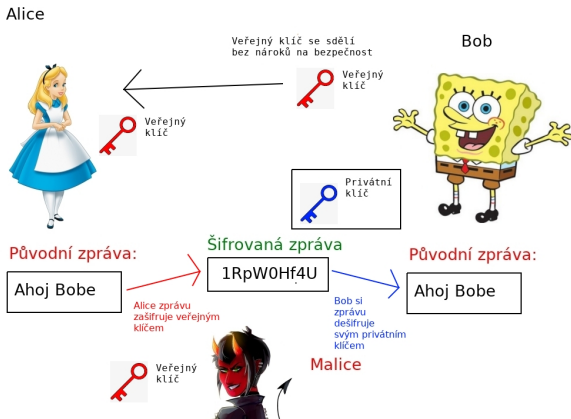 Alice
Veřejný klíč se sdělí
bez nároků na bezpečnost
Bob
Veřejný
klíč
Veřejný
klíč
Privátní
klíč
Šifrovaná zpráva
Původní zpráva:
Původní zpráva:
1RpW0Hf4U
Ahoj Bobe
Ahoj Bobe
Alice zprávu
zašifruje veřejným
klíčem
Bob si
zprávu
dešifruje
svým privátním
klíčem
Malice
Veřejný
klíč